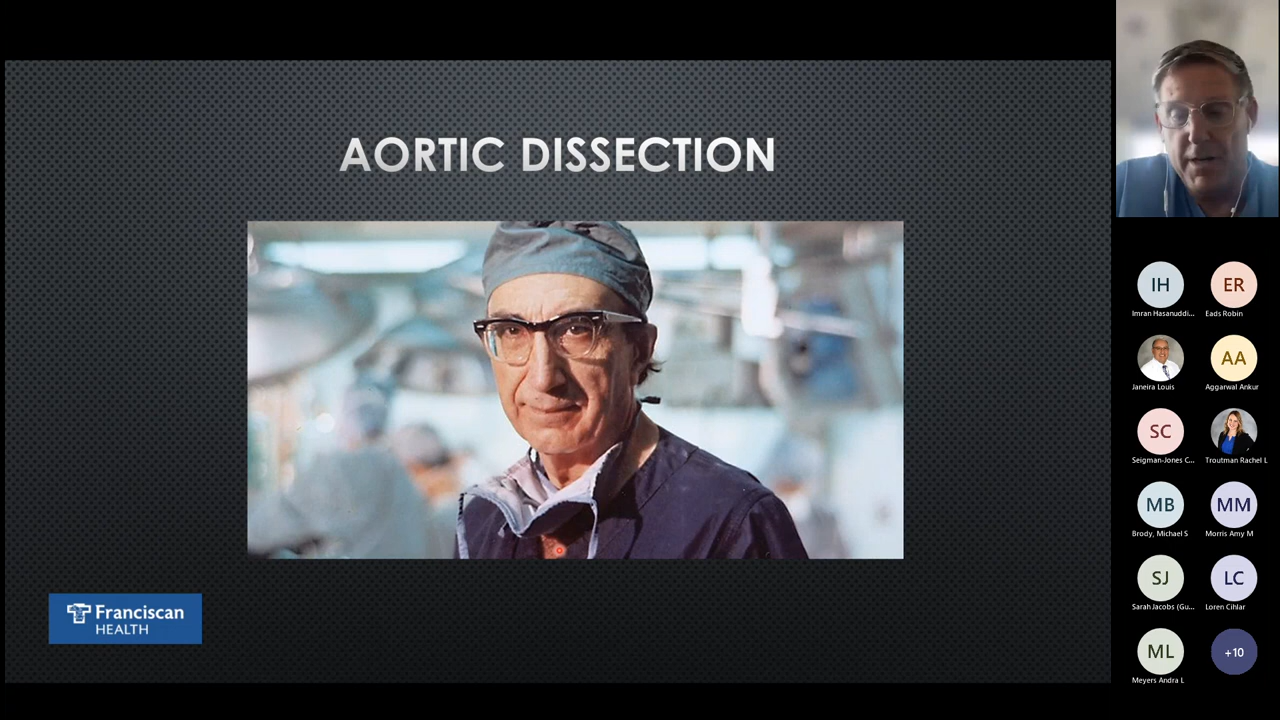 AORTIC DISSECTION
Franciscan
HEALTH
IH
ER
Imran Hasanuddi...
Eads Robin
AA
Janeira Louis
Aggarwal Ankur
SC
Seigman-Jones C...
Troutman Rachel L
MB
MM
Brody, Michael S
Morris Amy M
SJ
LC
Sarah Jacobs (Gu...
Loren Cihlar
ML
+10
Meyers Andra L